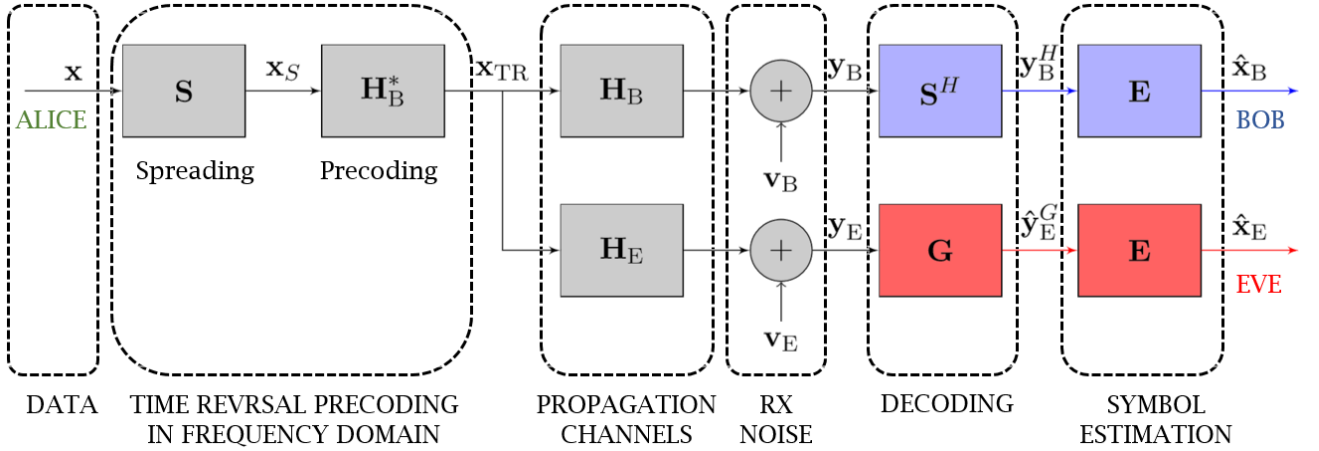 x
ALICE
S
Spreading
x_S
H_B^*
Precoding
x_TR
H_B
+
v_B
y_B
S^H
y_B^H
E
x̂_B
BOB
H_E
+
v_E
y_E
G
ŷ_E^G
E
x̂_E
EVE
DATA
TIME REVRSAL PRECODING
IN FREQUENCY DOMAIN
PROPAGATION
CHANNELS
RX
NOISE
DECODING
SYMBOL
ESTIMATION